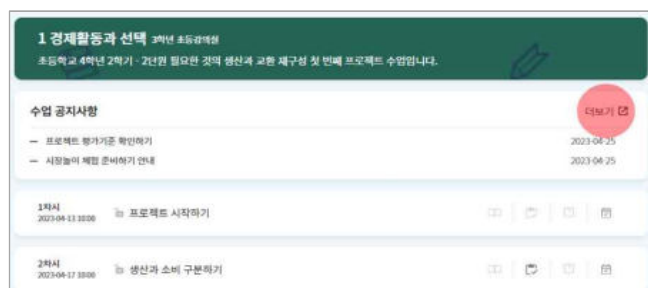 1 경제활동과 선택 3학년 초등강의실
초등학교 4학년 2학기 - 2단원 필요한 것의 생산과 교환 재구성 첫 번째 프로젝트 수업입니다.
수업 공지사항 더보기
— 프로젝트 평가기준 확인하기 2023-04-25
— 시장놀이 체험 준비하기 안내 2023-04-25
1차시
2023-04-13 10:00 프로젝트 시작하기
2차시
2023-04-17 10:00 생산과 소비 구분하기